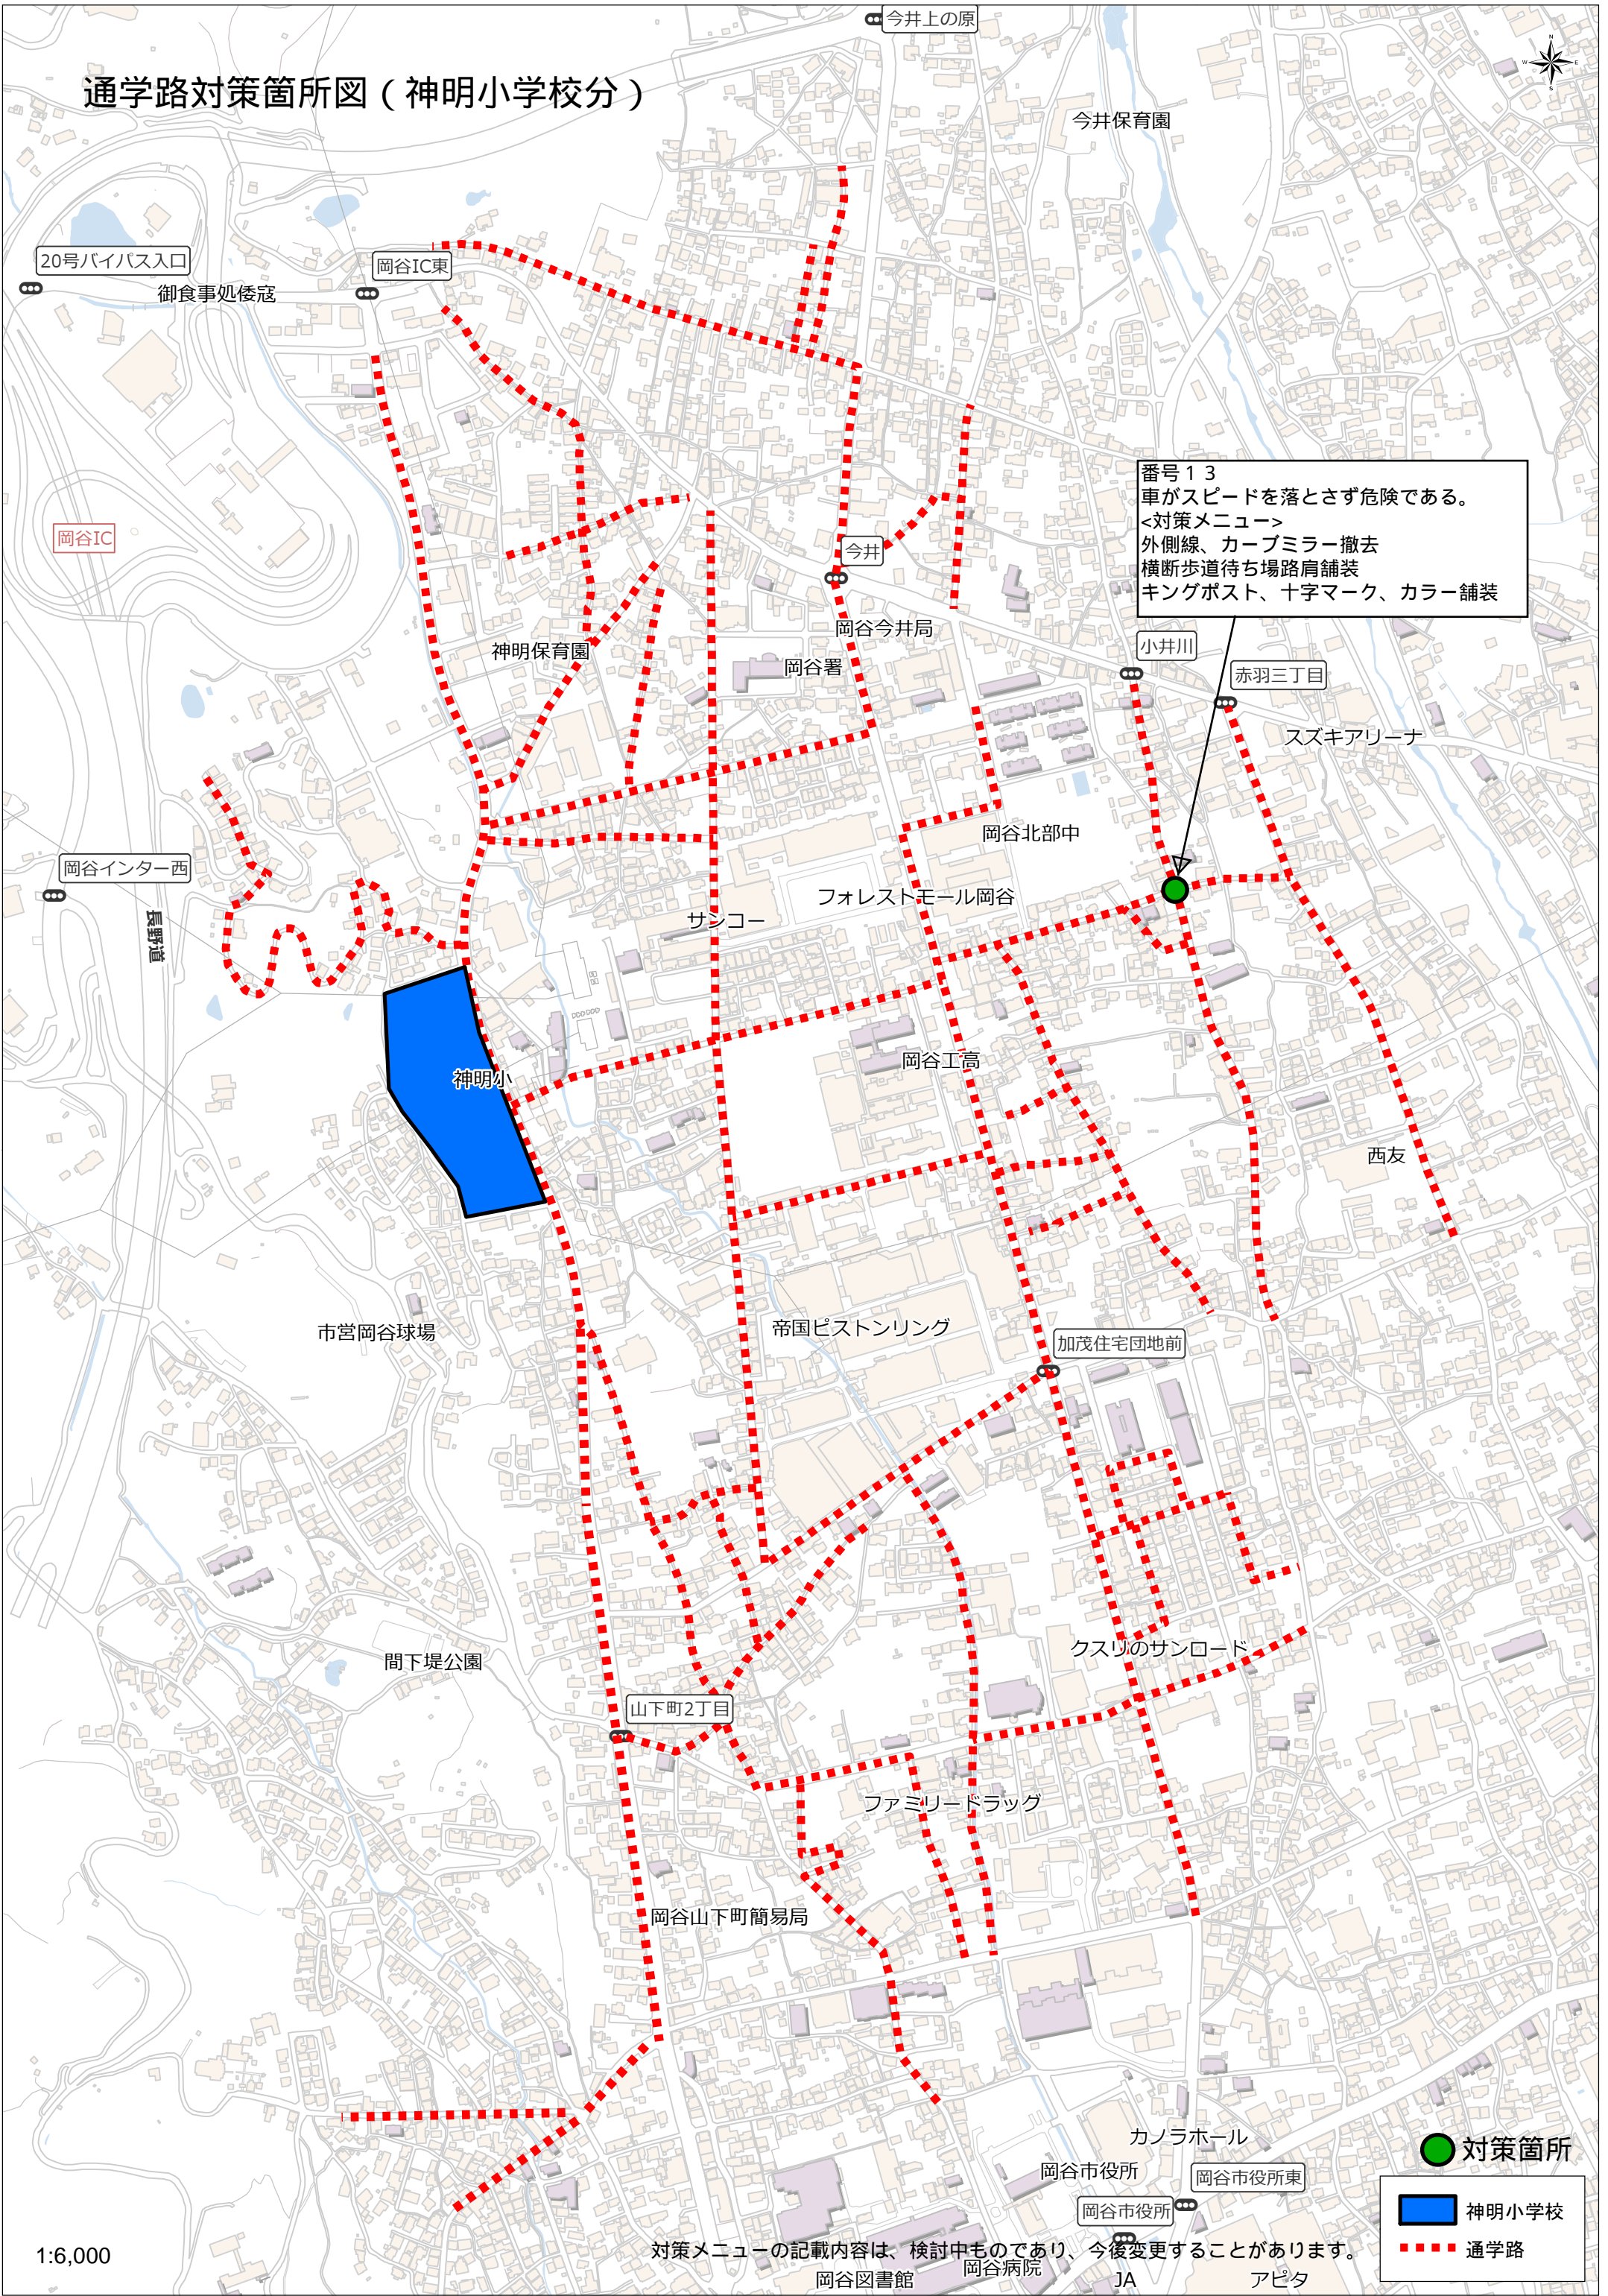 今井上の原
通学路対策箇所図（神明小学校分）
今井保育園
20号バイパス入口
岡谷IC東
御食事処倭寇
番号１３
車がスピードを落とさず危険である。
<対策メニュー>
外側線、カーブミラー撤去
横断歩道待ち場路肩舗装
キングポスト、十字マーク、カラー舗装
岡谷IC
今井
岡谷今井局
小井川
神明保育園
岡谷署
赤羽三丁目
スズキアリーナ
岡谷北部中
岡谷インター西
フォレストモール岡谷
サンコー
長野道
岡谷工高
神明小
西友
市営岡谷球場
帝国ピストンリング
加茂住宅団地前
クスリのサンロード
間下堤公園
山下町2丁目
ファミリードラッグ
岡谷山下町簡易局
カノラホール
対策箇所
岡谷市役所
岡谷市役所東
岡谷市役所
神明小学校
通学路
1:6,000
対策メニューの記載内容は、検討中ものであり、今後変更することがあります。
岡谷病院
岡谷図書館
JA
アピタ
N
W
E
S